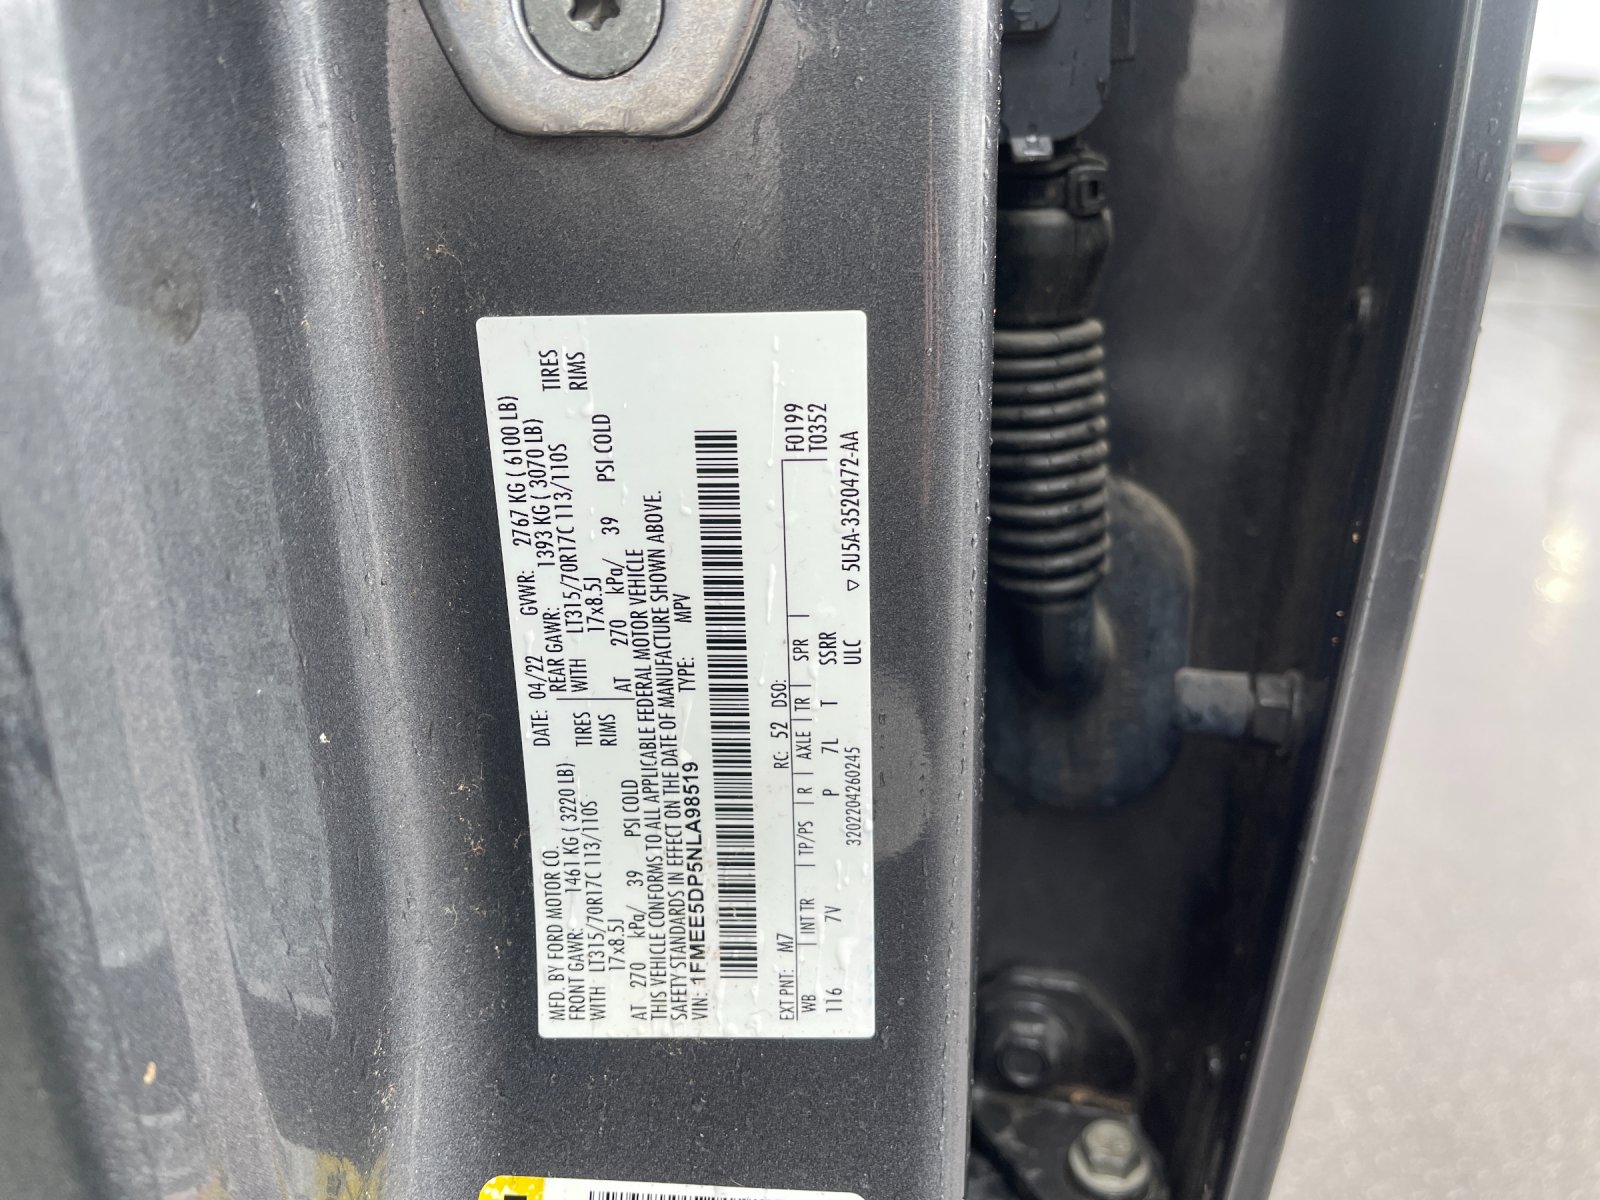 MFD. BY FORD MOTOR CO. DATE: 04/22 GVWR: 2767 KG ( 6100 LB)
FRONT GAWR: 1461 KG ( 3220 LB) REAR GAWR: 1393 KG ( 3070 LB)
WITH LT315/70R17C 113/110S TIRES WITH LT315/70R17C 113/110S TIRES
17x8.5J RIMS 17x8.5J RIMS
AT 270 kPa/ 39 PSI COLD AT 270 kPa/ 39 PSI COLD
THIS VEHICLE CONFORMS TO ALL APPLICABLE FEDERAL MOTOR VEHICLE
SAFETY STANDARDS IN EFFECT ON THE DATE OF MANUFACTURE SHOWN ABOVE.
VIN: 1FMEE5DP5NLA98519 TYPE: MPV
EXT PNT: M7 RC: 52 DSO: F0199
WB INT TR TP/PS R AXLE TR SPR T0352
116 7V P 7L T SSRR
320220426024​5 ULC ▽ 5U5A-3520472-AA